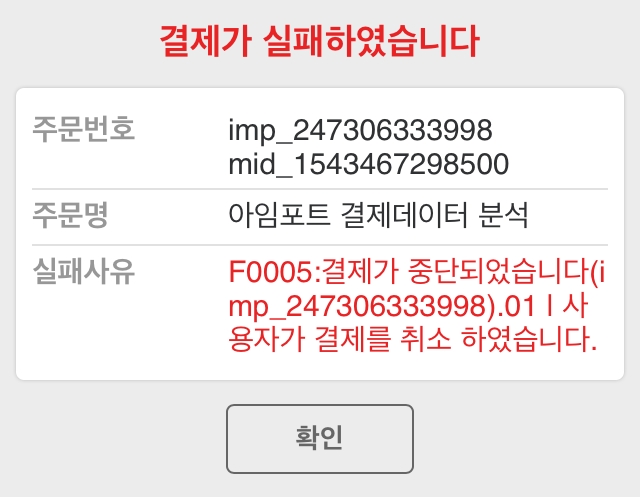 결제가 실패하였습니다
주문번호
imp_247306333998
mid_1543467298500
주문명
아임포트 결제데이터 분석
실패사유
F0005:결제가 중단되었습니다(i
mp_247306333998).01 | 사
용자가 결제를 취소 하였습니다.
확인